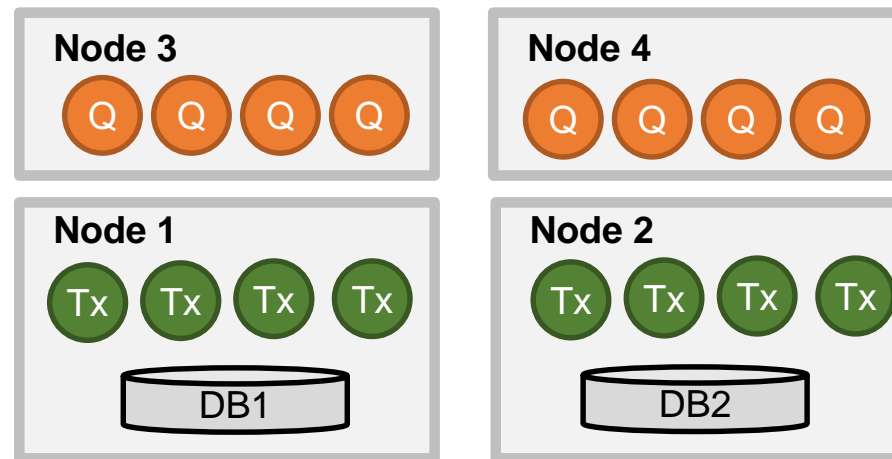 Node 3
Q Q Q Q
Node 4
Q Q Q Q
Node 1
Tx Tx Tx Tx
DB1
Node 2
Tx Tx Tx Tx
DB2